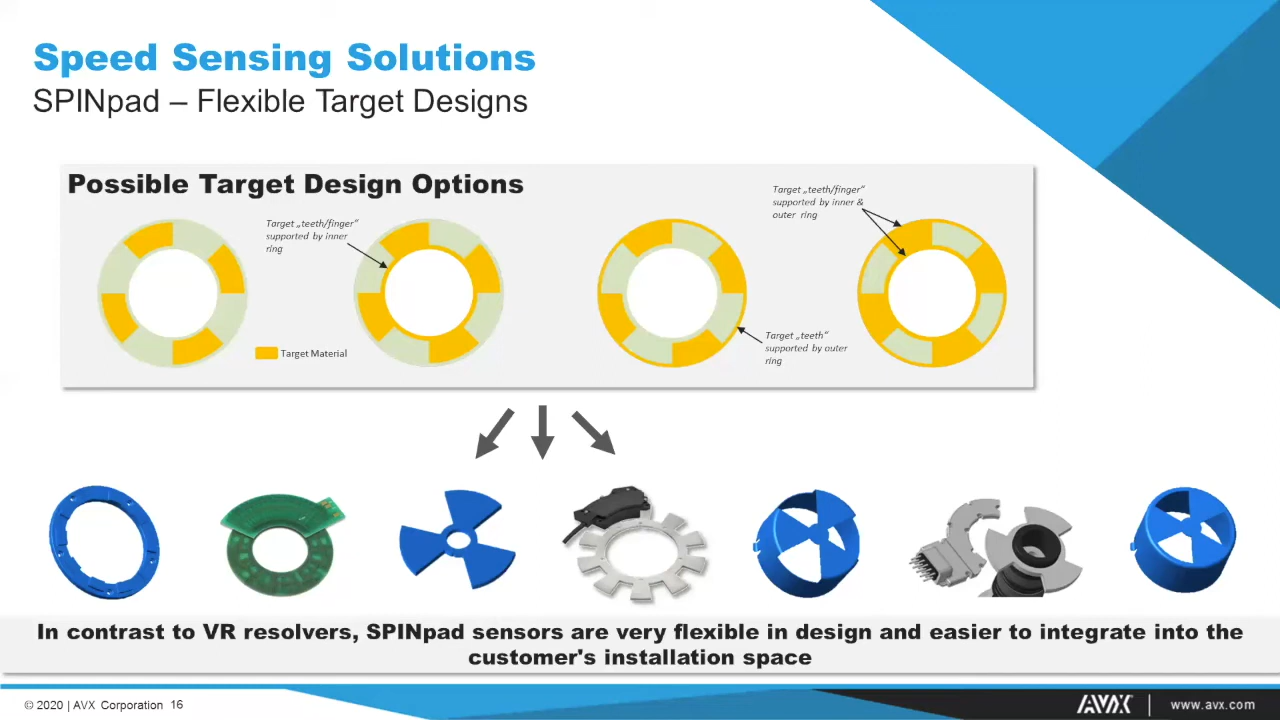 Speed Sensing Solutions
SPINpad – Flexible Target Designs
Possible Target Design Options
Target „teeth/finger“
supported by inner
ring
Target „teeth/finger“
supported by inner &
outer ring
Target „teeth“
supported by outer
ring
Target Material
In contrast to VR resolvers, SPINpad sensors are very flexible in design and easier to integrate into the
customer's installation space
© 2020 | AVX Corporation 16
AVAX
www.avx.com